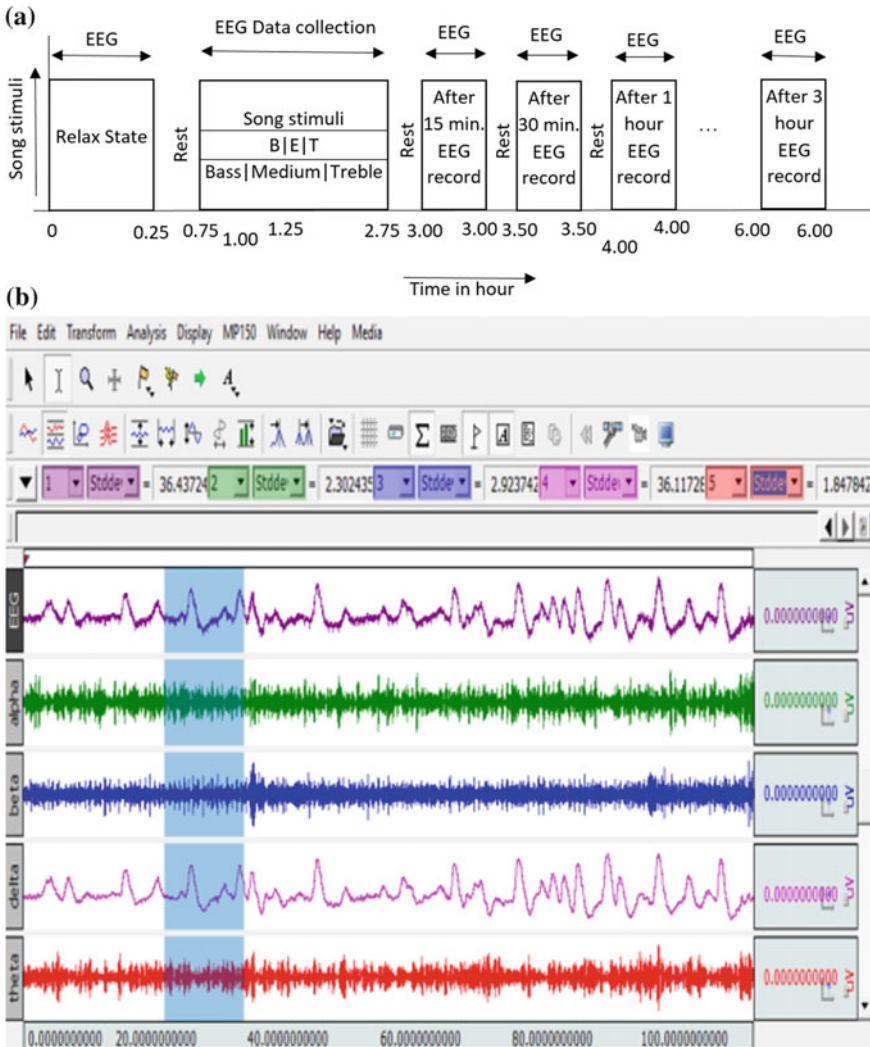 (a)
EEG
EEG Data collection
EEG
EEG
EEG
EEG
Song stimuli
Relax State
Rest
Song stimuli
B|E|T
Bass|Medium|Treble
Rest
After
15 min.
EEG
record
Rest
After
30 min.
EEG
record
Rest
After 1
hour
EEG
record
...
After 3
hour
EEG
record
0 0.25 0.75 1.00 1.25 2.75 3.00 3.00 3.50 3.50 4.00 4.00 6.00 6.00
Time in hour
(b)
File Edit Transform Analysis Display MP150 Window Help Media
1 Stddev = 36.43724 2 Stddev = 2.302435 3 Stddev = 2.923742 4 Stddev = 36.11728 5 Stddev = 1.847842
EEG
0.0000000000 uV
alpha
0.0000000000 uV
beta
0.0000000000 uV
delta
0.0000000000 uV
theta
0.0000000000 uV
0.0000000000 20.0000000000 40.0000000000 60.0000000000 80.0000000000 100.0000000000